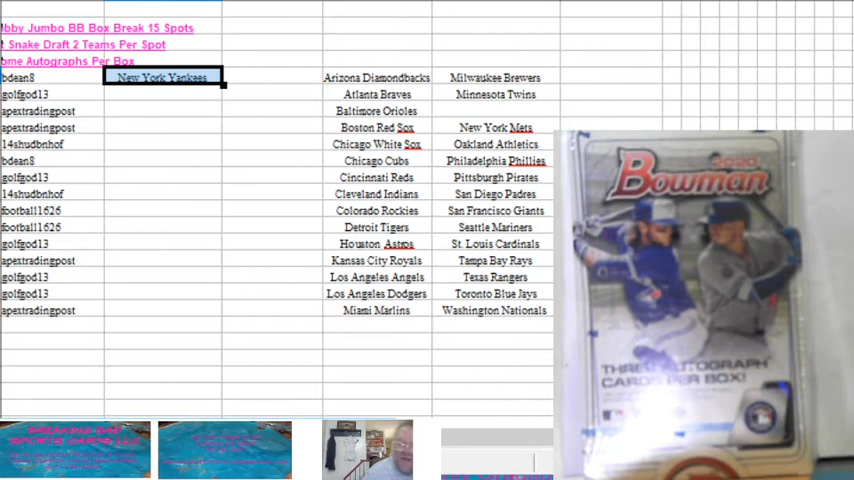 bby Jumbo BB Box Break 15 Spots
t Snake Draft 2 Teams Per Spot
ome Autographs Per Box
bdean8 New York Yankees Arizona Diamondbacks Milwaukee Brewers
golfgod13 Atlanta Braves Minnesota Twins
apextradingpost Baltimore Orioles
apextradingpost Boston Red Sox New York Mets
14shudbnhof Chicago White Sox Oakland Athletics
bdean8 Chicago Cubs Philadelphia Phillies
golfgod13 Cincinnati Reds Pittsburgh Pirates
14shudbnhof Cleveland Indians San Diego Padres
football1626 Colorado Rockies San Francisco Giants
football1626 Detroit Tigers Seattle Mariners
golfgod13 Houston Astros St. Louis Cardinals
apextradingpost Kansas City Royals Tampa Bay Rays
golfgod13 Los Angeles Angels Texas Rangers
golfgod13 Los Angeles Dodgers Toronto Blue Jays
apextradingpost Miami Marlins Washington Nationals
2020
Bowman
THREE AUTOGRAPH
CARDS PER BOX!
BREAKING BAD
SPORTS CARDS LLC